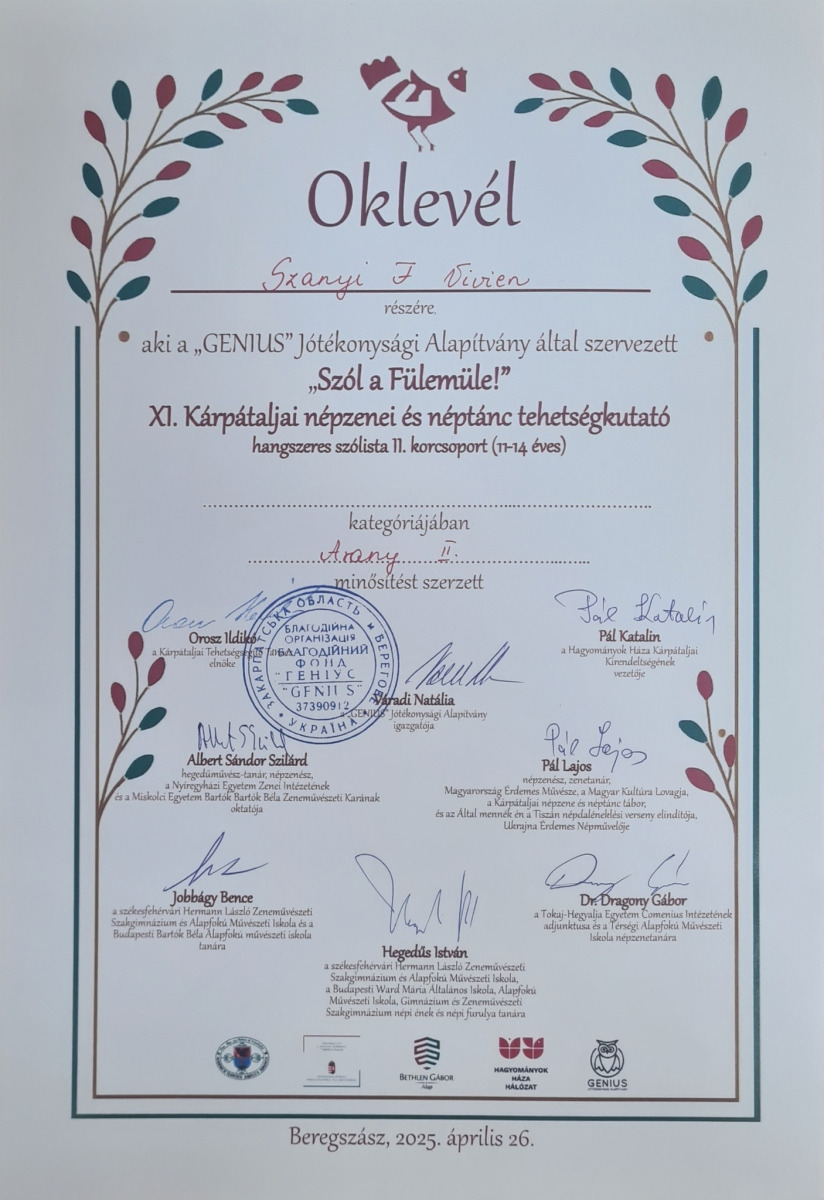 Oklevél
Szanyi F Vivien
részére,
aki a „GENIUS” Jótékonysági Alapítvány által szervezett
„Szól a Fülemüle!”
XI. Kárpátaljai népzenei és néptánc tehetségkutató
hangszeres szólista II. korcsoport (11-14 éves)
kategóriájában
Arany II.
minősítést szerzett
Orosz Ildikó
a Kárpátaljai Tehetségsegítő
elnöke
ЗАКАРПАТСЬКА ОБЛАСТЬ * М. БЕРЕГОВЕ * УКРАЇНА *
БЛАГОДІЙНА
ОРГАНІЗАЦІЯ
БЛАГОДІЙНИЙ
ФОНД
"ГЕНІУС"
"GENIUS"
37390912
Pál Katalin
Pál Katalin
a Hagyományok Háza Kárpátaljai
Kirendeltségének
vezetője
Váradi Natália
a „GENIUS” Jótékonysági Alapítvány
igazgatója
Albert Sándor Szilárd
hegedűművész-tanár, népzenész,
a Nyíregyházi Egyetem Zenei Intézetének
és a Miskolci Egyetem Bartók Bartók Béla Zeneművészeti Karának
oktatója
Pál Lajos
Pál Lajos
népzenész, zenetanár,
Magyarország Érdemes Művésze, a Magyar Kultúra Lovagja,
a Kárpátaljai népzene és néptánc tábor,
és az Által mennék én a Tiszán népdaléneklési verseny elindítója,
Ukrajna Érdemes Népművelője
Jobbágy Bence
a székesfehérvári Hermann László Zeneművészeti
Szakgimnázium és Alapfokú Művészeti Iskola és a
Budapesti Bartók Béla Alapfokú művészeti iskola
tanára
Dr. Dragony Gábor
a Tokaj-Hegyalja Egyetem Comenius Intézetének
adjunktusa és a Térségi Alapfokú Művészeti
Iskola népzenetanára
Hegedűs István
a székesfehérvári Hermann László Zeneművészeti
Szakgimnázium és Alapfokú Művészeti Iskola,
a Budapesti Ward Mária Általános Iskola, Alapfokú
Művészeti Iskola, Gimnázium és Zeneművészeti
Szakgimnázium népi ének és népi furulya tanára
BETHLEN GÁBOR
Alap
HAGYOMÁNYOK
HÁZA
HÁLÓZAT
GENIUS
Beregszász, 2025. április 26.